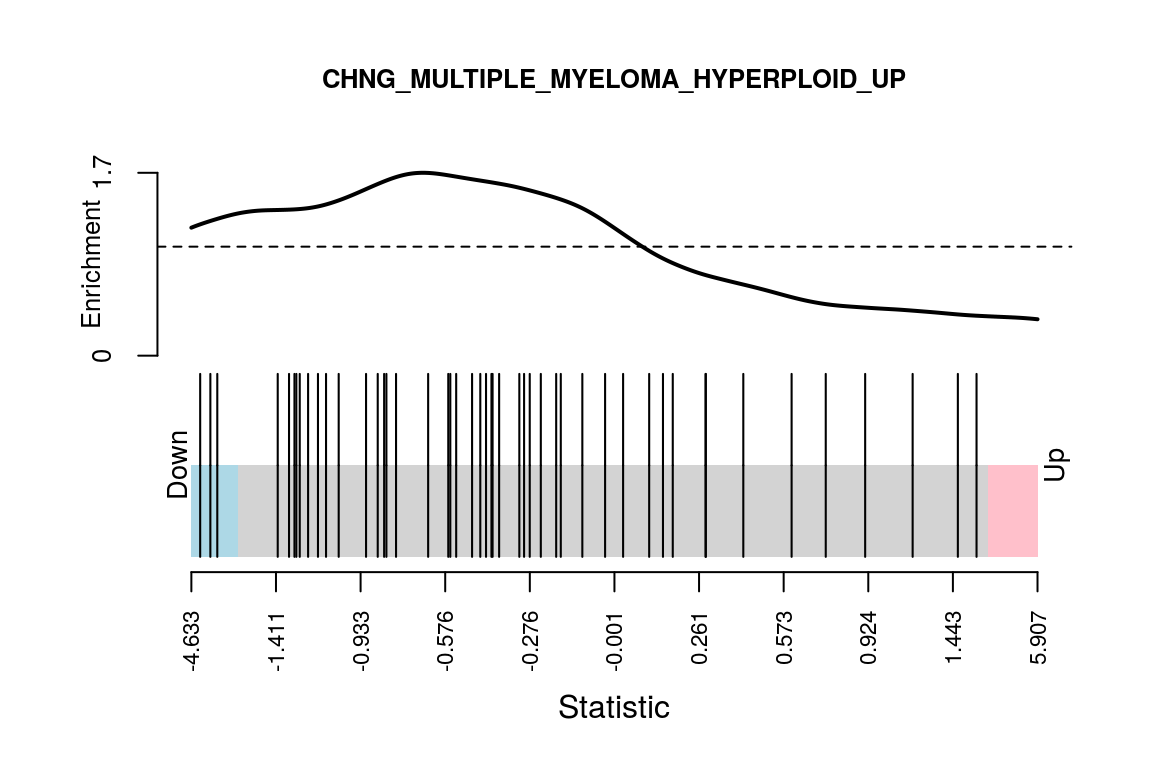 CHNG_MULTIPLE_MYELOMA_HYPERPLOID_UP
1.7
Enrichment
0
Down
Up
-4.633
-1.411
-0.933
-0.576
-0.276
-0.001
0.261
0.573
0.924
1.443
5.907
Statistic